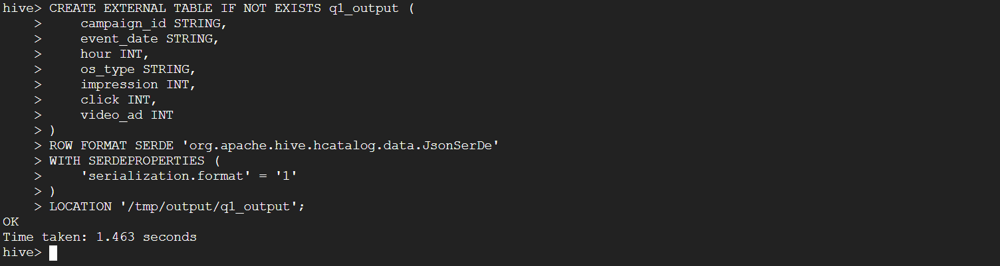 hive> CREATE EXTERNAL TABLE IF NOT EXISTS q1_output (
    >     campaign_id STRING,
    >     event_date STRING,
    >     hour INT,
    >     os_type STRING,
    >     impression INT,
    >     click INT,
    >     video_ad INT
    > )
    > ROW FORMAT SERDE 'org.apache.hive.hcatalog.data.JsonSerDe'
    > WITH SERDEPROPERTIES (
    >     'serialization.format' = '1'
    > )
    > LOCATION '/tmp/output/q1_output';
OK
Time taken: 1.463 seconds
hive>